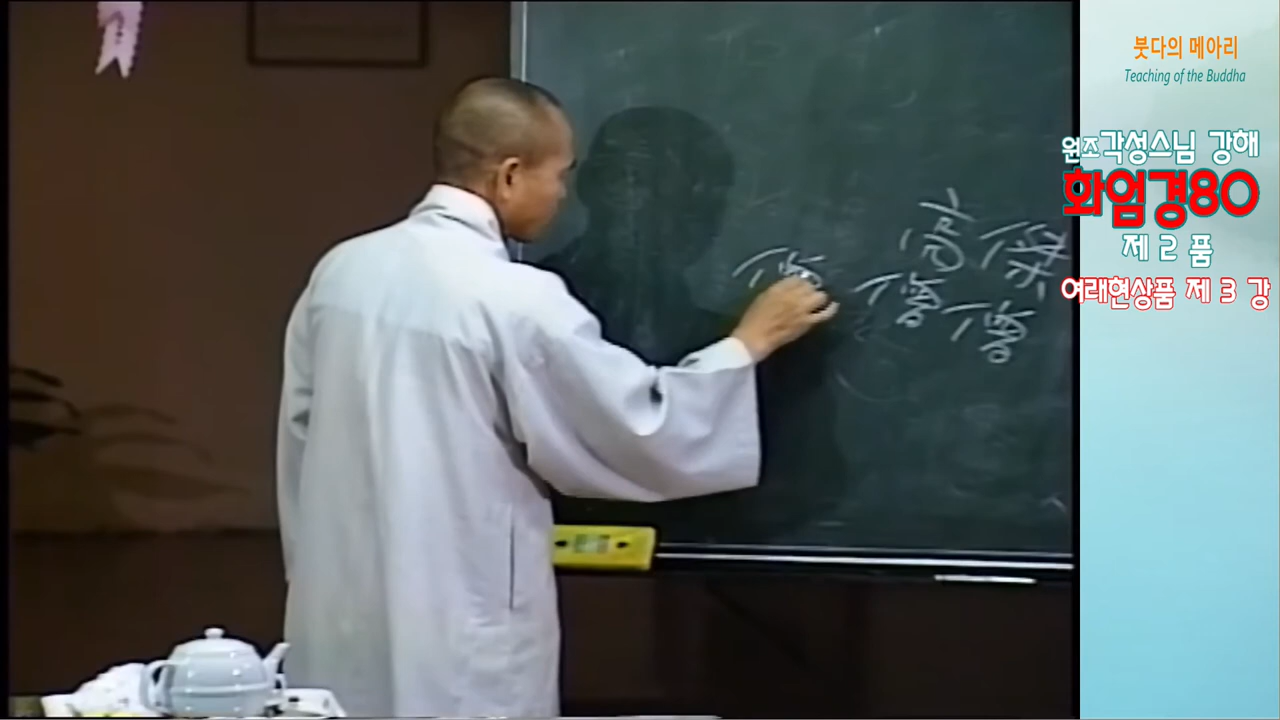 붓다의 메아리
Teaching of the Buddha
원조각성스님 강해
화엄경80
제 2 품
여래현상품 제 3 강